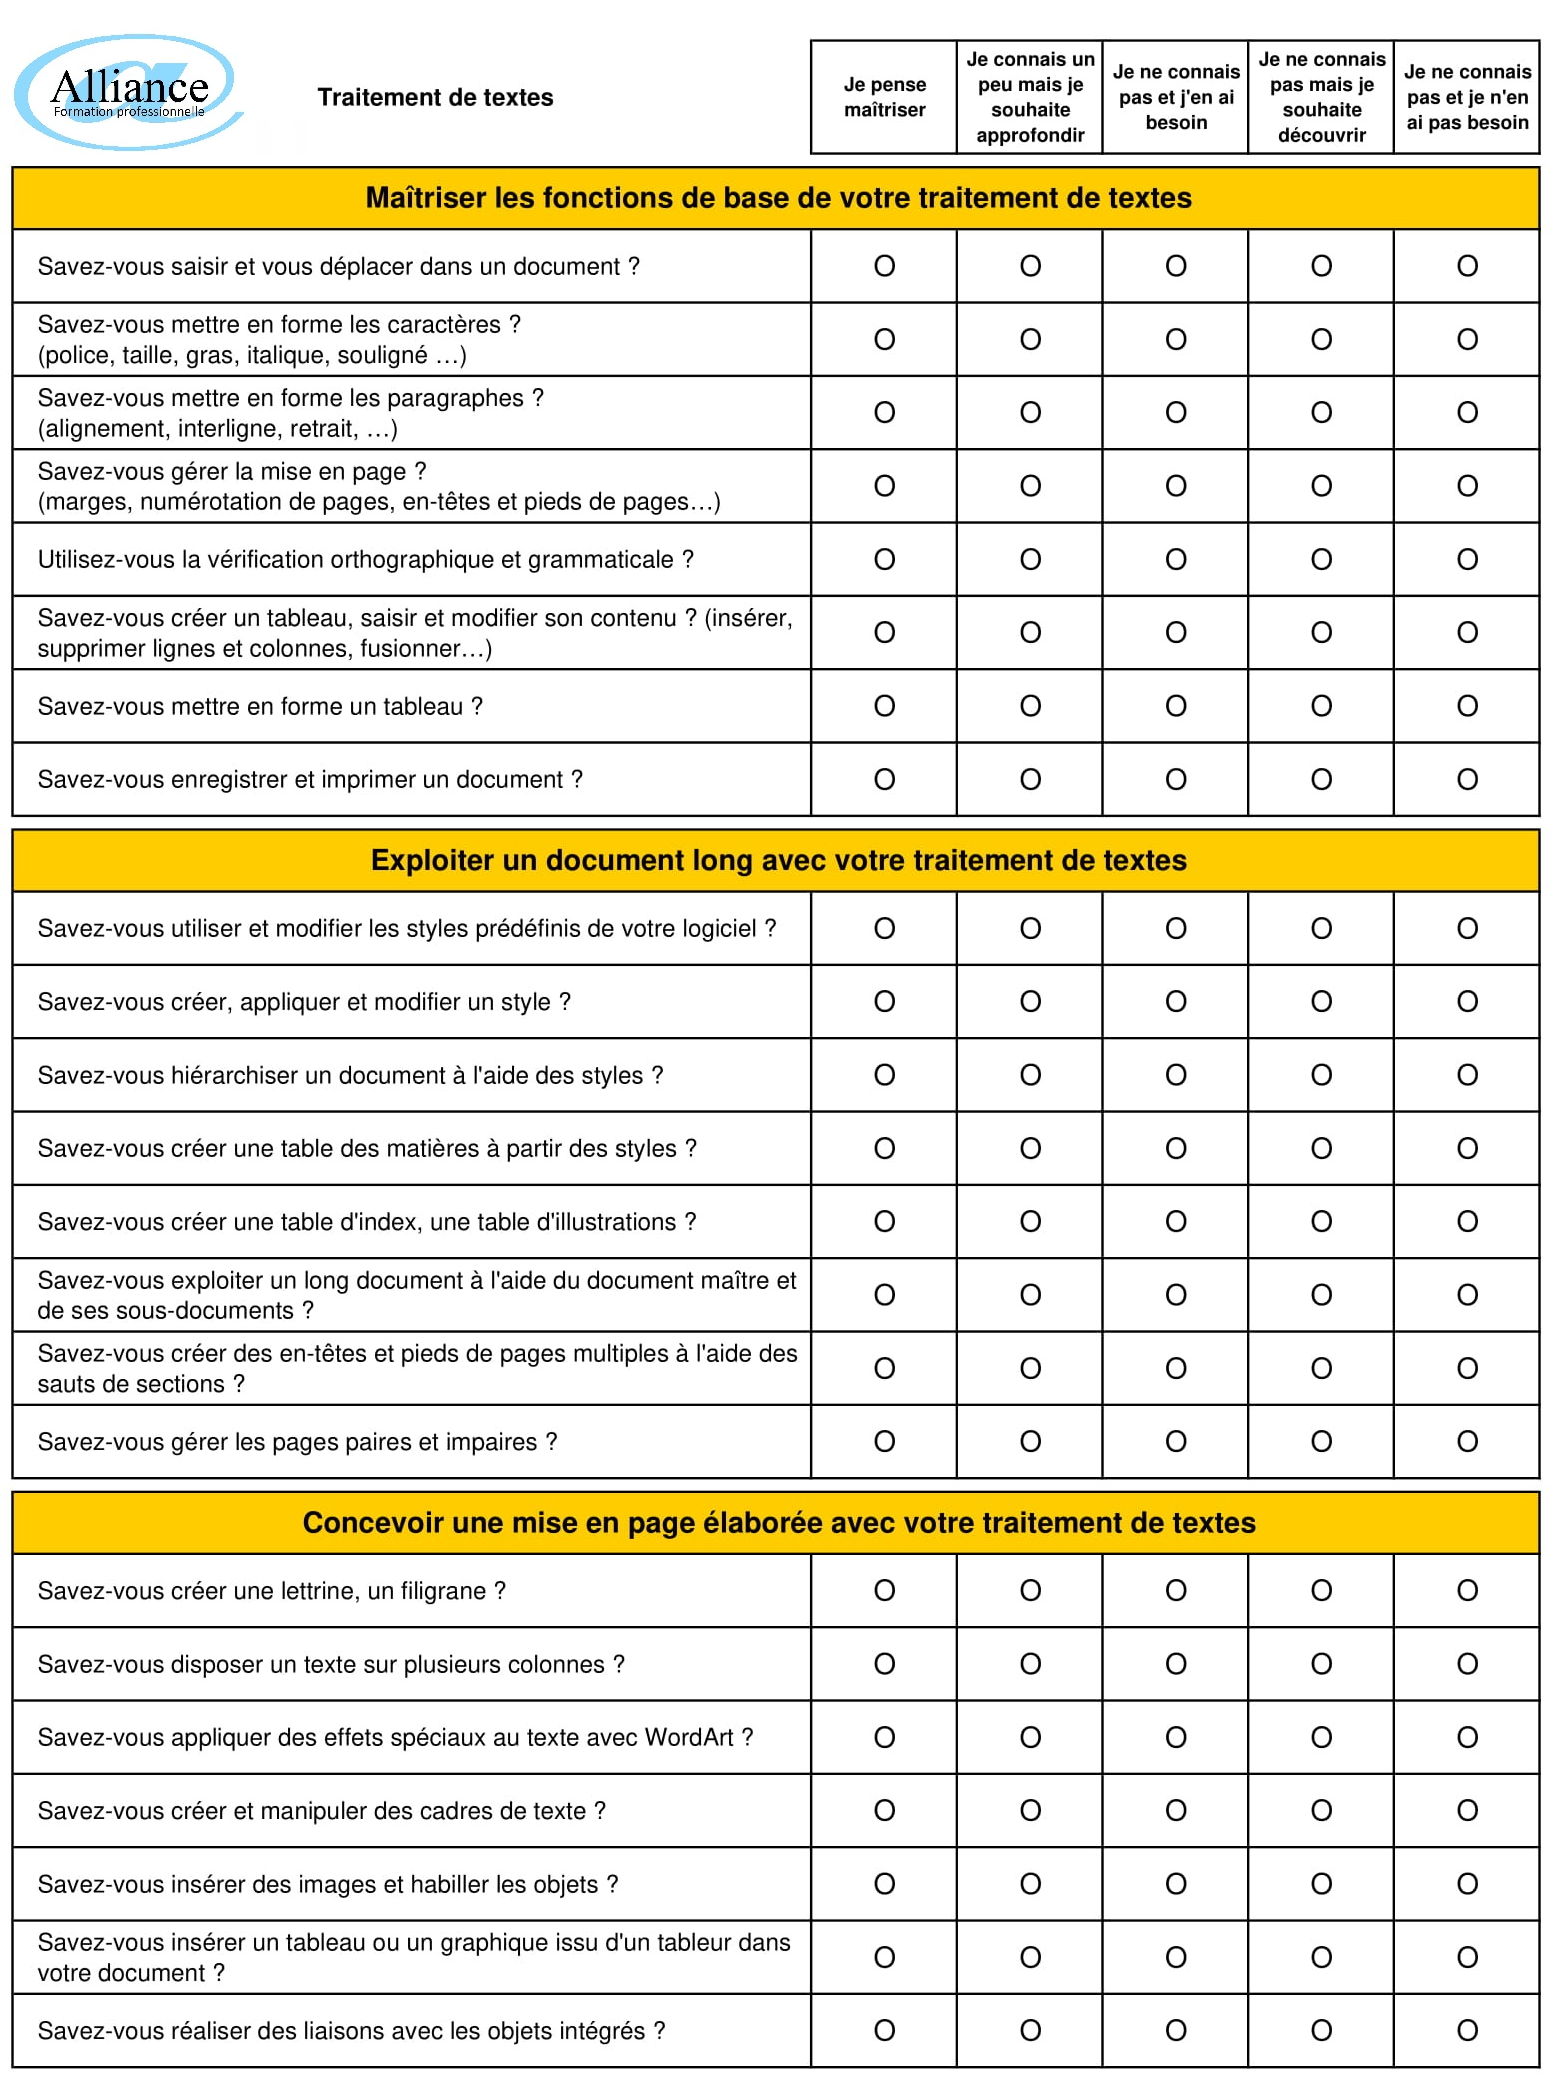 Alliance
Formation professionnelle
Traitement de textes
Je pense
maîtriser
Je connais un
peu mais je
souhaite
approfondir
Je ne connais
pas et j'en ai
besoin
Je ne connais
pas mais je
souhaite
découvrir
Je ne connais
pas et je n'en
ai pas besoin
Maîtriser les fonctions de base de votre traitement de textes
Savez-vous saisir et vous déplacer dans un document ? O O O O O
Savez-vous mettre en forme les caractères ?
(police, taille, gras, italique, souligné …) O O O O O
Savez-vous mettre en forme les paragraphes ?
(alignement, interligne, retrait, …) O O O O O
Savez-vous gérer la mise en page ?
(marges, numérotation de pages, en-têtes et pieds de pages…) O O O O O
Utilisez-vous la vérification orthographique et grammaticale ? O O O O O
Savez-vous créer un tableau, saisir et modifier son contenu ? (insérer,
supprimer lignes et colonnes, fusionner…) O O O O O
Savez-vous mettre en forme un tableau ? O O O O O
Savez-vous enregistrer et imprimer un document ? O O O O O
Exploiter un document long avec votre traitement de textes
Savez-vous utiliser et modifier les styles prédéfinis de votre logiciel ? O O O O O
Savez-vous créer, appliquer et modifier un style ? O O O O O
Savez-vous hiérarchiser un document à l'aide des styles ? O O O O O
Savez-vous créer une table des matières à partir des styles ? O O O O O
Savez-vous créer une table d'index, une table d'illustrations ? O O O O O
Savez-vous exploiter un long document à l'aide du document maître et
de ses sous-documents ? O O O O O
Savez-vous créer des en-têtes et pieds de pages multiples à l'aide des
sauts de sections ? O O O O O
Savez-vous gérer les pages paires et impaires ? O O O O O
Concevoir une mise en page élaborée avec votre traitement de textes
Savez-vous créer une lettrine, un filigrane ? O O O O O
Savez-vous disposer un texte sur plusieurs colonnes ? O O O O O
Savez-vous appliquer des effets spéciaux au texte avec WordArt ? O O O O O
Savez-vous créer et manipuler des cadres de texte ? O O O O O
Savez-vous insérer des images et habiller les objets ? O O O O O
Savez-vous insérer un tableau ou un graphique issu d'un tableur dans
votre document ? O O O O O
Savez-vous réaliser des liaisons avec les objets intégrés ? O O O O O